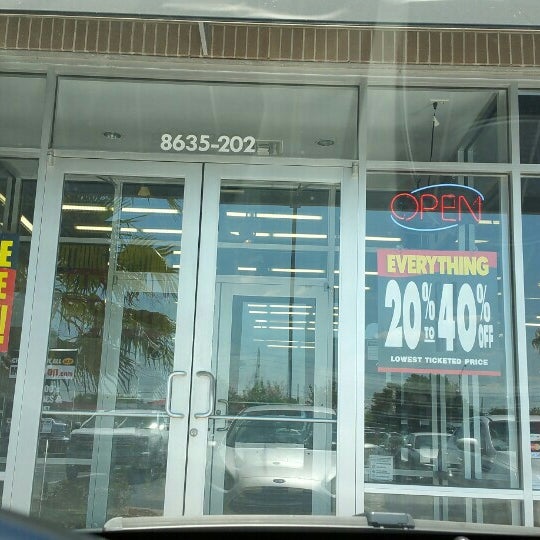 8635-202
OPEN
E
E
!
EVERYTHING
20% TO 40% OFF
LOWEST TICKETED PRICE